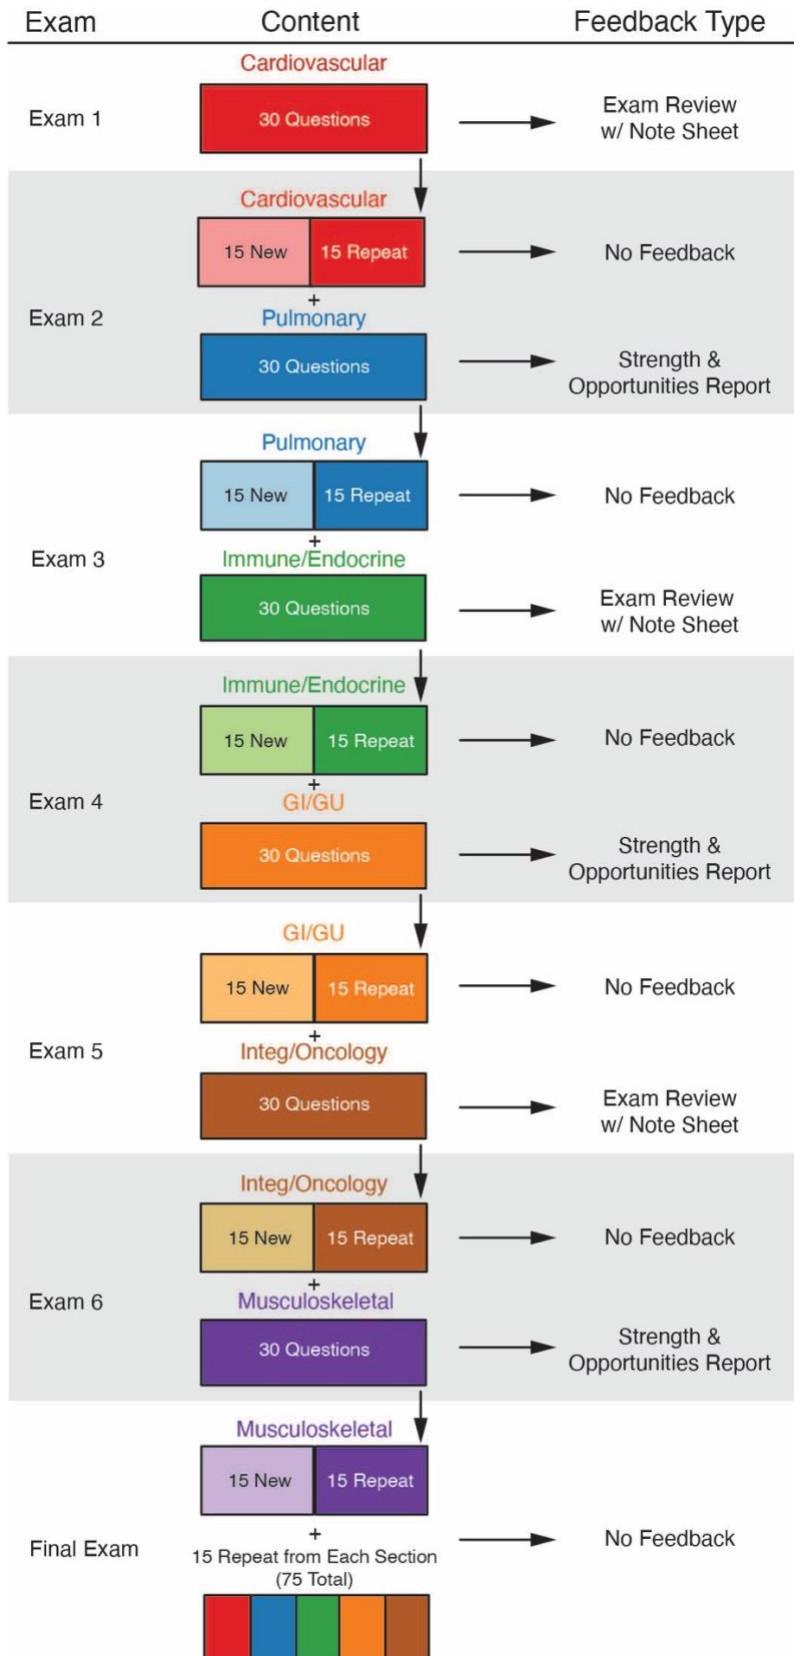 Exam Content Feedback Type
Cardiovascular
Exam 1
30 Questions
Exam Review
w/ Note Sheet
Cardiovascular
15 New 15 Repeat
No Feedback
+
Exam 2
Pulmonary
30 Questions
Strength &
Opportunities Report
Pulmonary
15 New 15 Repeat
No Feedback
+
Exam 3
Immune/Endocrine
30 Questions
Exam Review
w/ Note Sheet
Immune/Endocrine
15 New 15 Repeat
No Feedback
+
Exam 4
GI/GU
30 Questions
Strength &
Opportunities Report
GI/GU
15 New 15 Repeat
No Feedback
+
Exam 5
Integ/Oncology
30 Questions
Exam Review
w/ Note Sheet
Integ/Oncology
15 New 15 Repeat
No Feedback
+
Exam 6
Musculoskeletal
30 Questions
Strength &
Opportunities Report
Musculoskeletal
15 New 15 Repeat
+
Final Exam
15 Repeat from Each Section
(75 Total)
No Feedback